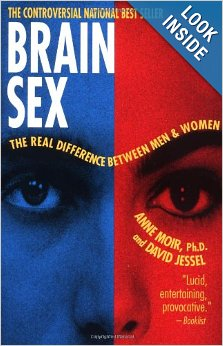 LOOK
INSIDE!
THE CONTROVERSIAL NATIONAL BEST SELLER
BRAIN
SEX
THE REAL DIFFERENCE BETWEEN MEN & WOMEN
ANNE MOIR, Ph.D.
AND DAVID JESSEL
"Lucid,
entertaining,
provocative."
—Booklist